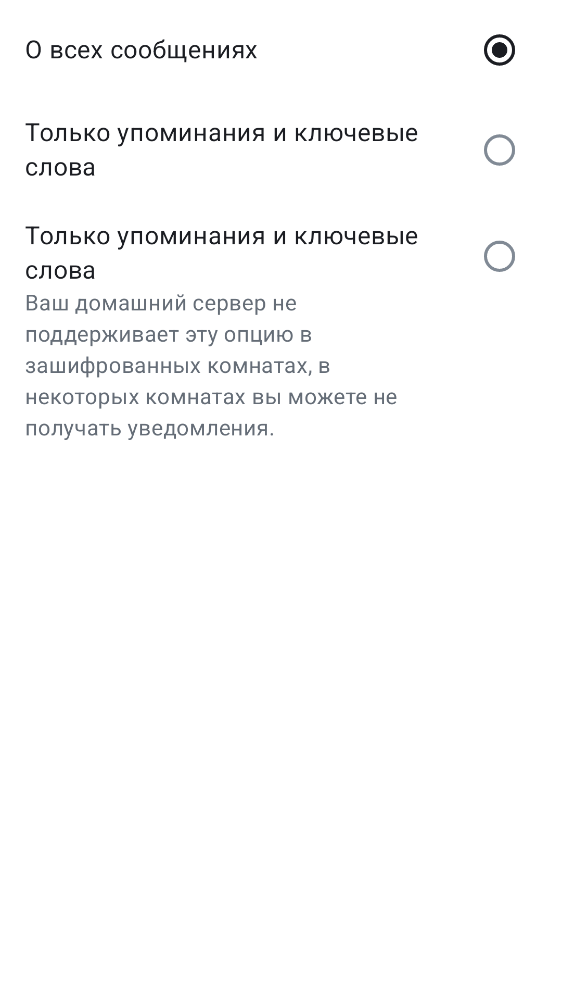 О всех сообщениях
Только упоминания и ключевые
слова
Только упоминания и ключевые
слова
Ваш домашний сервер не
поддерживает эту опцию в
зашифрованных комнатах, в
некоторых комнатах вы можете не
получать уведомления.